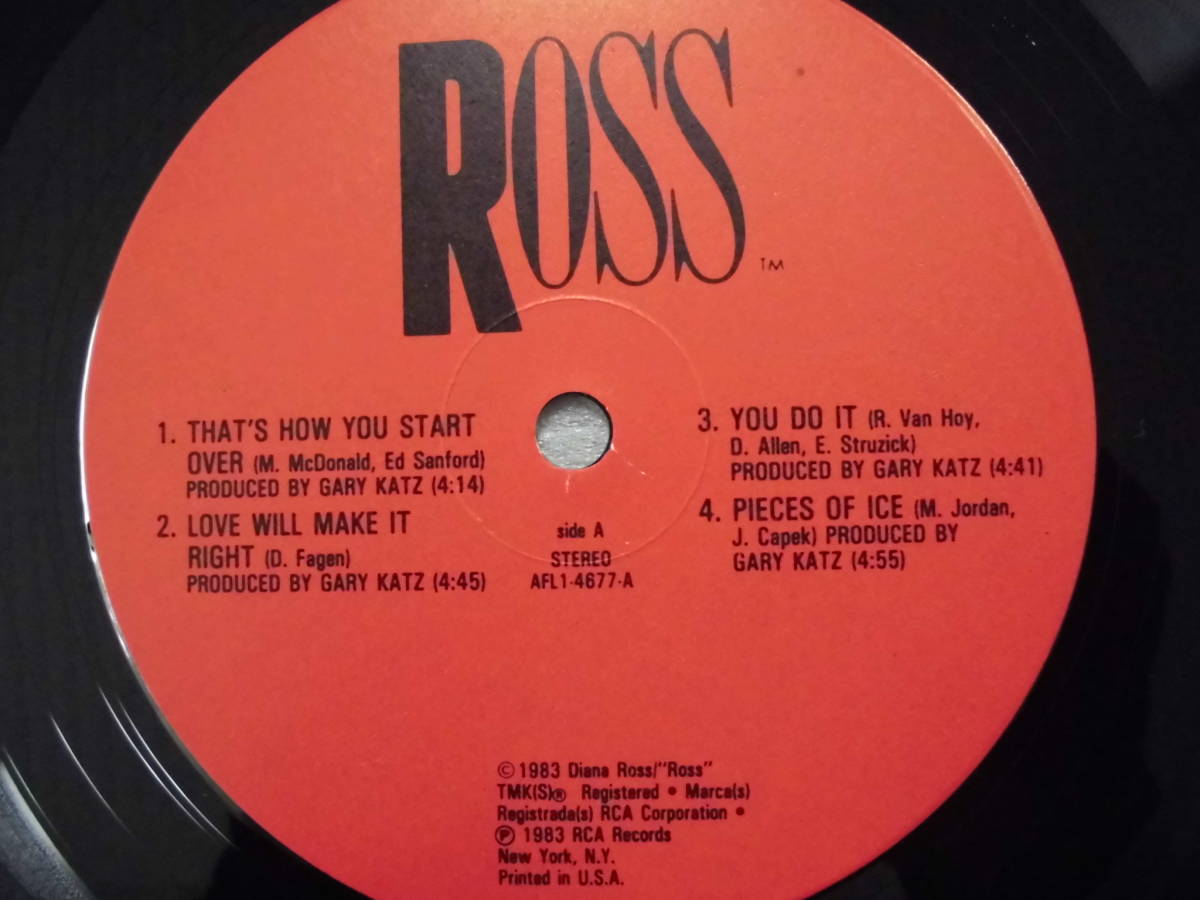 ROSS
TM
1. THAT'S HOW YOU START
OVER (M. McDonald, Ed Sanford)
PRODUCED BY GARY KATZ (4:14)
2. LOVE WILL MAKE IT
RIGHT (D. Fagen)
PRODUCED BY GARY KATZ (4:45)
side A
STEREO
AFL1-4677-A
3. YOU DO IT (R. Van Hoy,
D. Allen, E. Struzick)
PRODUCED BY GARY KATZ (4:41)
4. PIECES OF ICE (M. Jordan,
J. Capek) PRODUCED BY
GARY KATZ (4:55)
© 1983 Diana Ross/"Ross"
TMK(S)® Registered • Marca(s)
Registrada(s) RCA Corporation •
℗ 1983 RCA Records
New York, N.Y.
Printed in U.S.A.